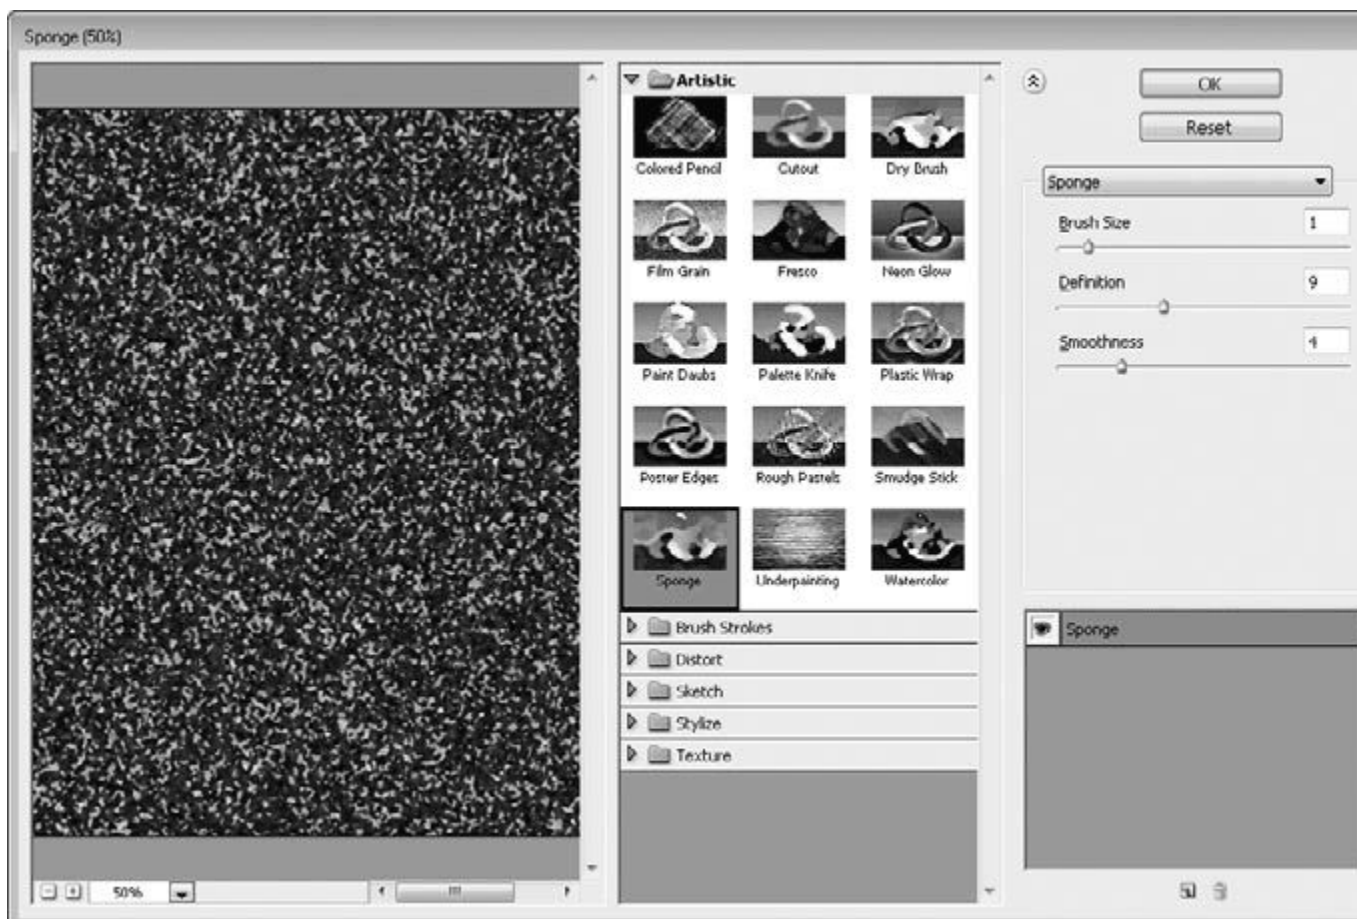 Sponge (50%)
Artistic
Colored Pencil
Cutout
Dry Brush
Film Grain
Fresco
Neon Glow
Paint Daubs
Palette Knife
Plastic Wrap
Poster Edges
Rough Pastels
Smudge Stick
Sponge
Underpainting
Watercolor
Brush Strokes
Distort
Sketch
Stylize
Texture
50%
OK
Reset
Sponge
Brush Size 1
Definition 9
Smoothness 4
Sponge